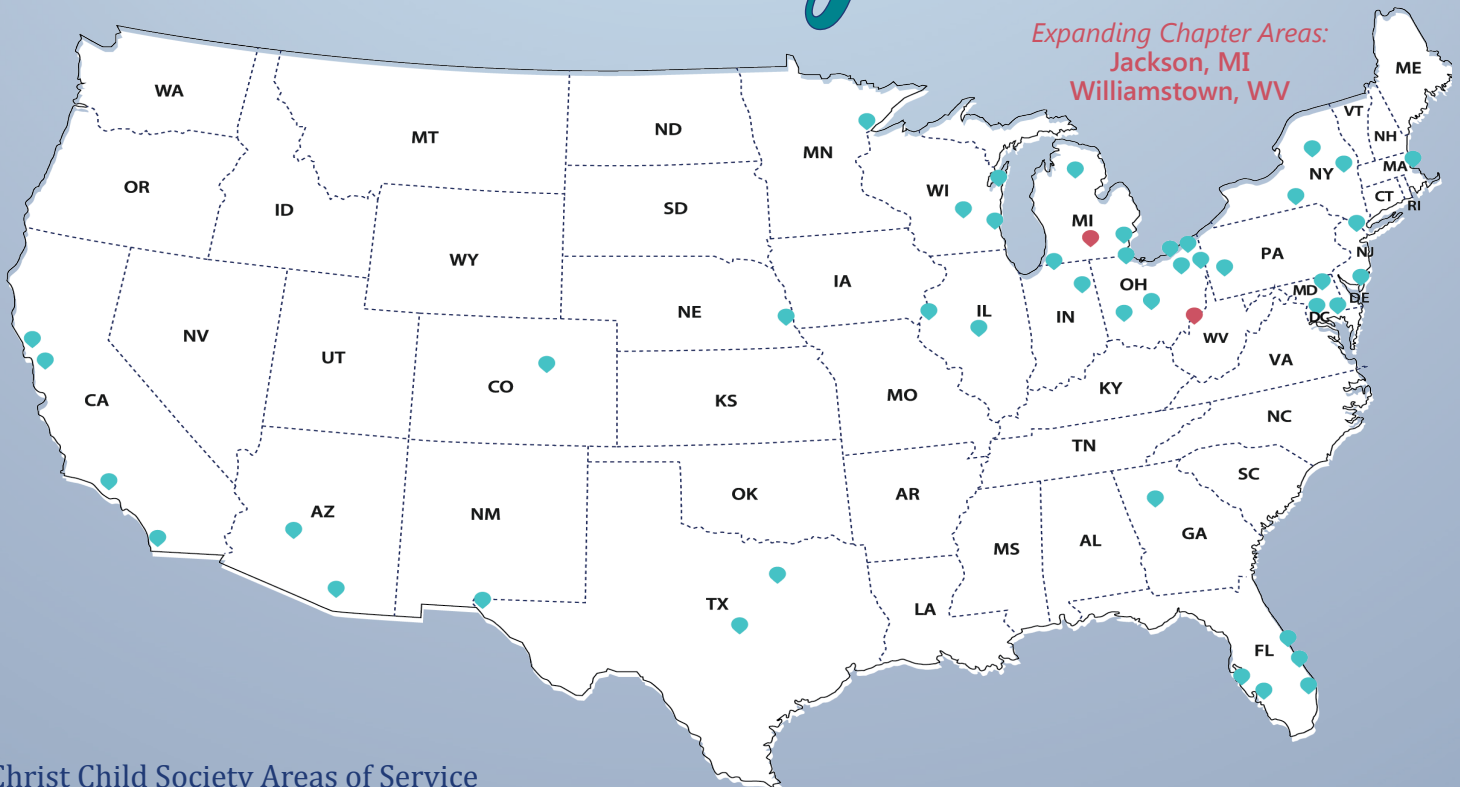 Expanding Chapter Areas:
Jackson, MI
Williamstown, WV
WA
MT
ND
MN
ME
VT
NH
OR
ID
SD
WI
MI
NY
MA
CT
RI
WY
IA
NE
IL
IN
OH
PA
NJ
MD
DE
DC
NV
UT
CO
KS
MO
KY
WV
VA
CA
NC
TN
AZ
NM
OK
AR
SC
MS
AL
GA
TX
LA
FL
Christ Child Society Areas of Service